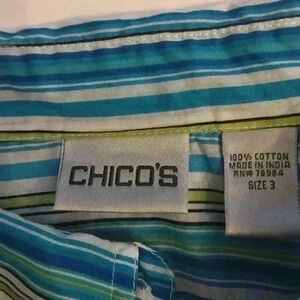 CHICO'S
100% COTTON
MADE IN INDIA
RN# 79984
SIZE 3